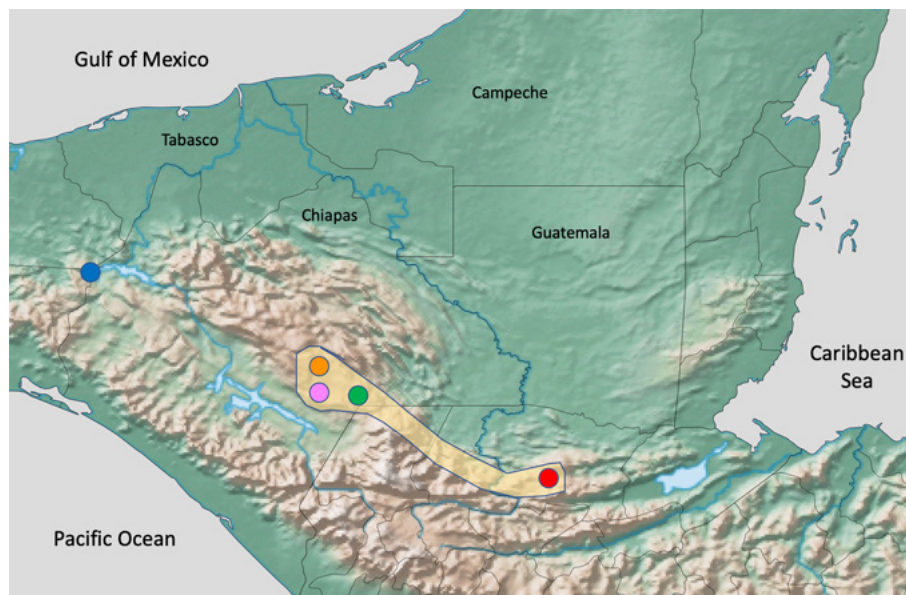 Gulf of Mexico
Campeche
Tabasco
Chiapas
Guatemala
Caribbean
Sea
Pacific Ocean